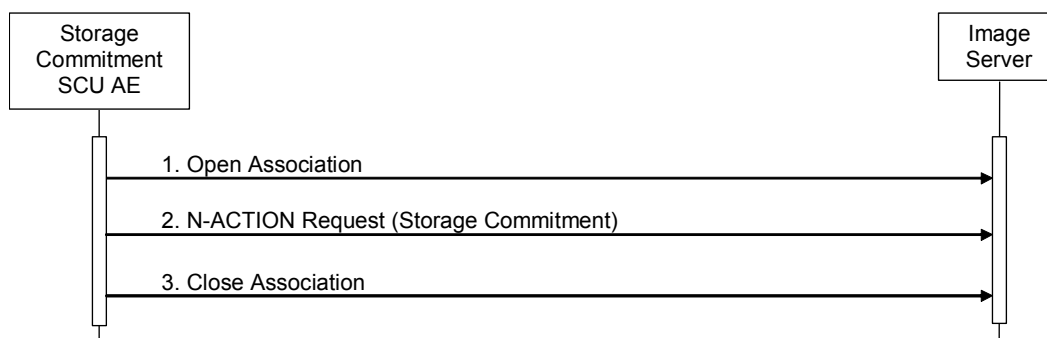 Storage
Commitment
SCU AE
Image
Server
1. Open Association
2. N-ACTION Request (Storage Commitment)
3. Close Association